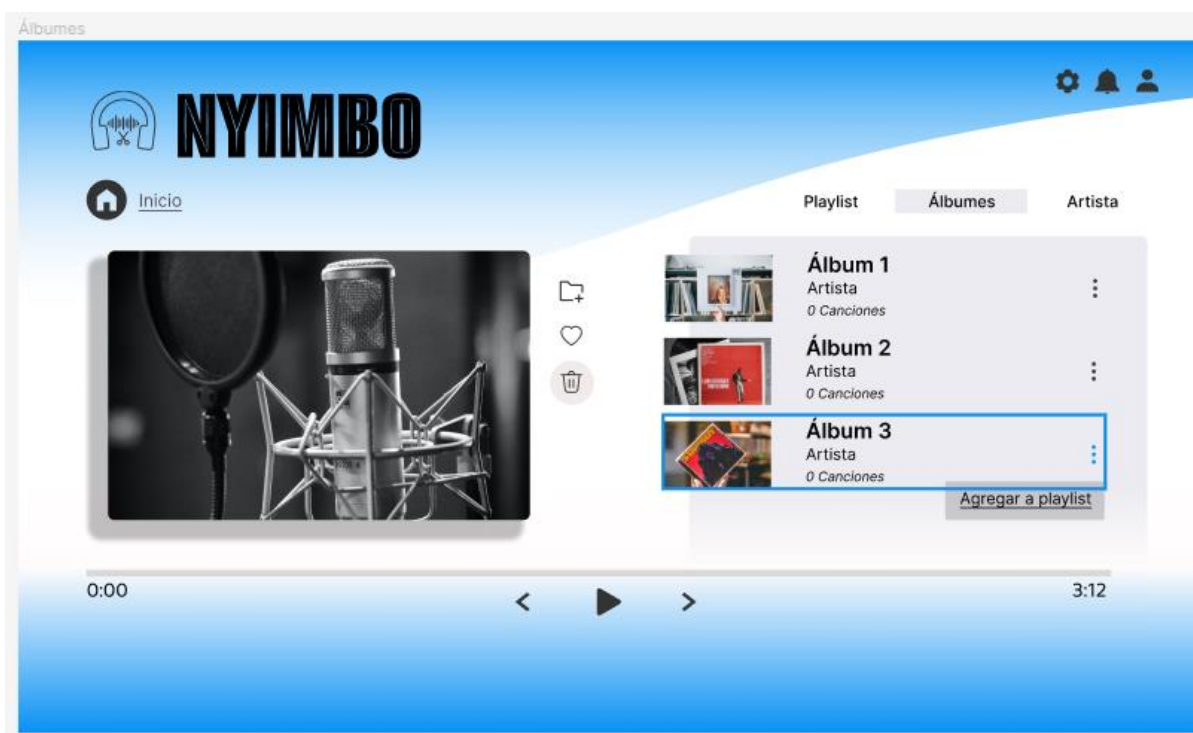 Álbumes
NYIMBO
Inicio
Playlist
Álbumes
Artista
Álbum 1
Artista
0 Canciones
Álbum 2
Artista
0 Canciones
Álbum 3
Artista
0 Canciones
Agregar a playlist
0:00
3:12